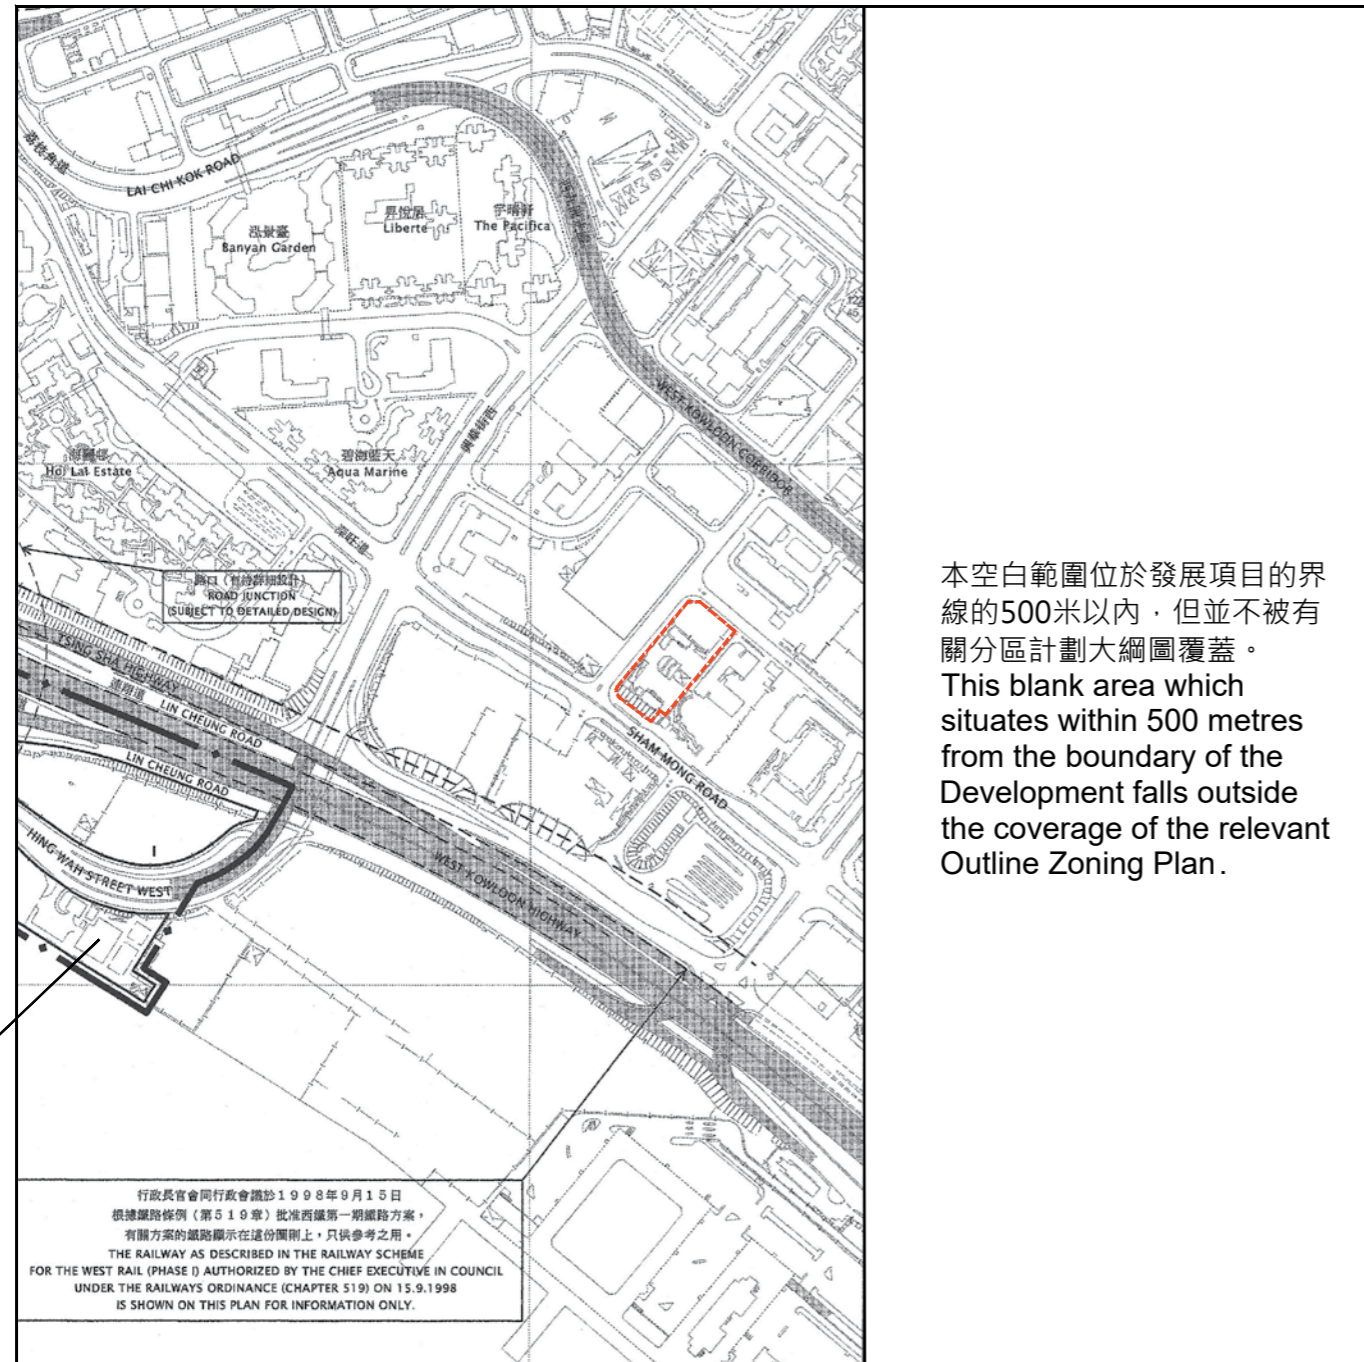 荔枝角道
LAI CHI KOK ROAD
泓景臺
Banyan Garden
昇悅居
Liberte
宇晴軒
The Pacifica
WEST KOWLOON CORRIDOR
興華街西
海麗邨
Hoi Lai Estate
碧海藍天
Aqua Marine
深旺道
路口（有待詳細設計）
ROAD JUNCTION
(SUBJECT TO DETAILED DESIGN)
TSING SHA HIGHWAY
連翔道
LIN CHEUNG ROAD
LIN CHEUNG ROAD
SHAM MONG ROAD
HING WAH STREET WEST
I
WEST KOWLOON HIGHWAY
行政長官會同行政會議於1998年9月15日
根據鐵路條例（第519章）批准西鐵第一期鐵路方案，
有關方案的鐵路顯示在這份圖則上，只供參考之用。
THE RAILWAY AS DESCRIBED IN THE RAILWAY SCHEME
FOR THE WEST RAIL (PHASE I) AUTHORIZED BY THE CHIEF EXECUTIVE IN COUNCIL
UNDER THE RAILWAYS ORDINANCE (CHAPTER 519) ON 15.9.1998
IS SHOWN ON THIS PLAN FOR INFORMATION ONLY.
本空白範圍位於發展項目的界
線的500米以內，但並不被有
關分區計劃大綱圖覆蓋。
This blank area which
situates within 500 metres
from the boundary of the
Development falls outside
the coverage of the relevant
Outline Zoning Plan.